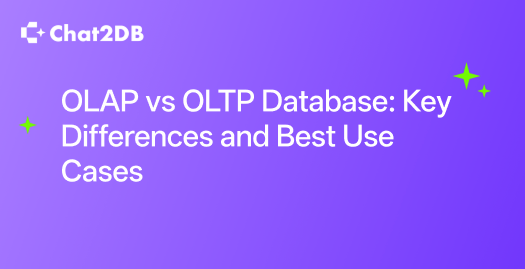 Chat2DB
OLAP vs OLTP Database: Key
Differences and Best Use
Cases